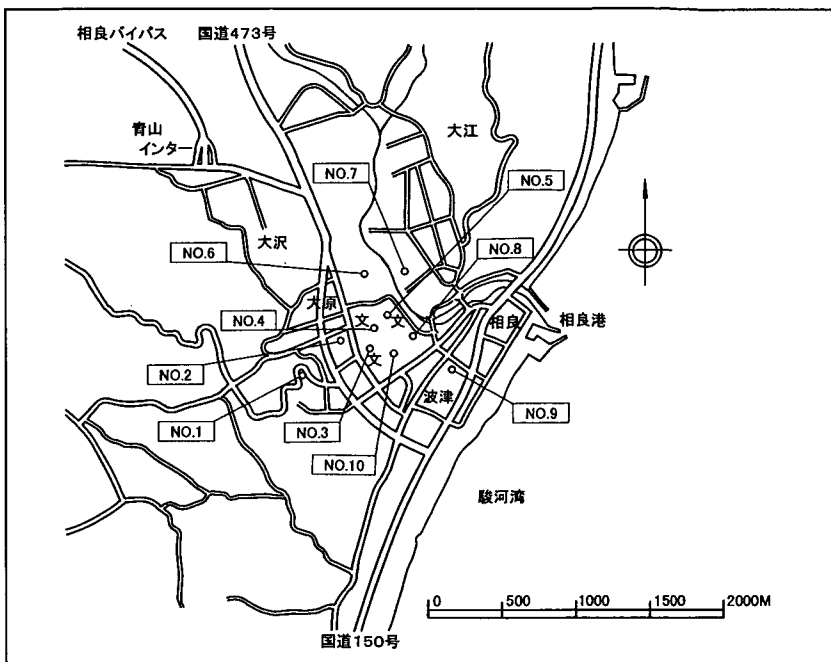 相良バイパス
国道473号
青山
インター
大江
NO.7
NO.5
大沢
NO.6
NO.8
大原
NO.4
文
文
相良
相良港
NO.2
文
波津
NO.1
NO.3
NO.9
NO.10
駿河湾
0 500 1000 1500 2000M
国道150号